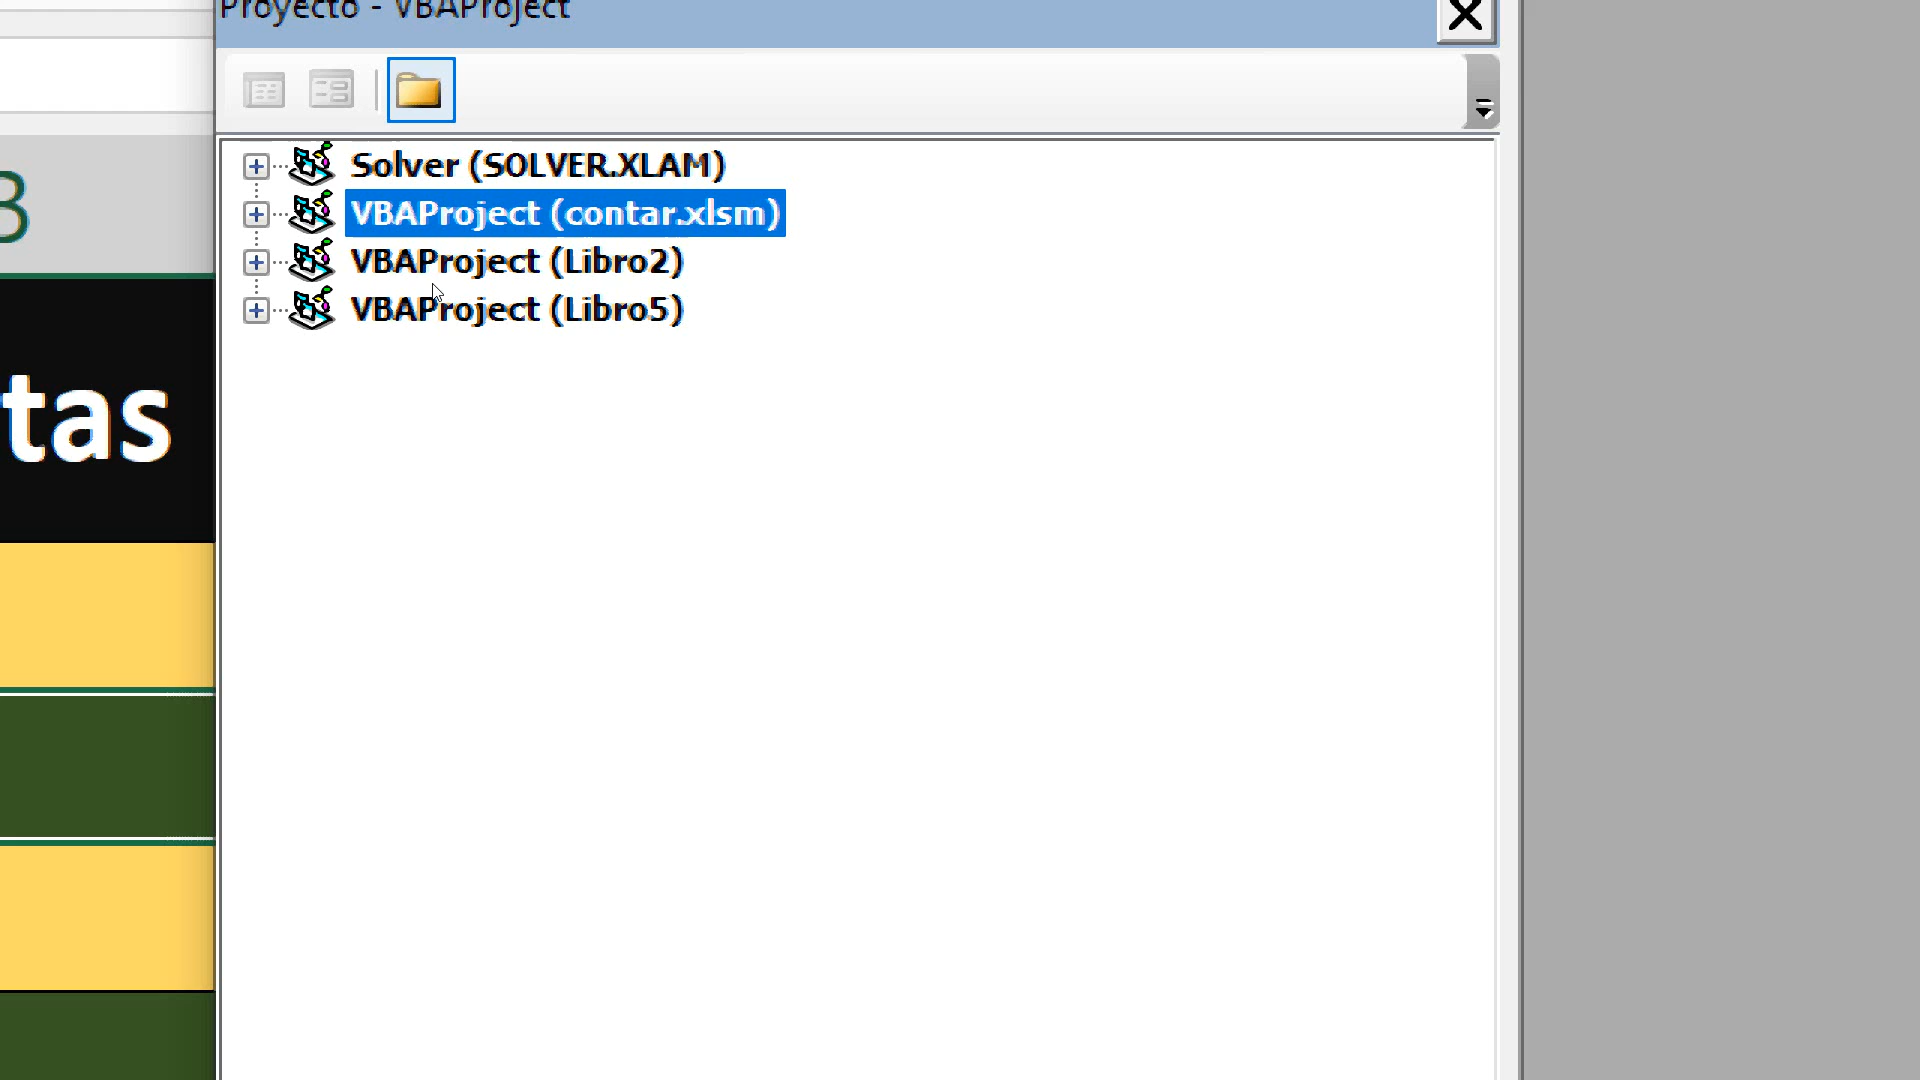 Proyecto - VBAProject
B
tas
Solver (SOLVER.XLAM)
VBAProject (contar.xlsm)
VBAProject (Libro2)
VBAProject (Libro5)